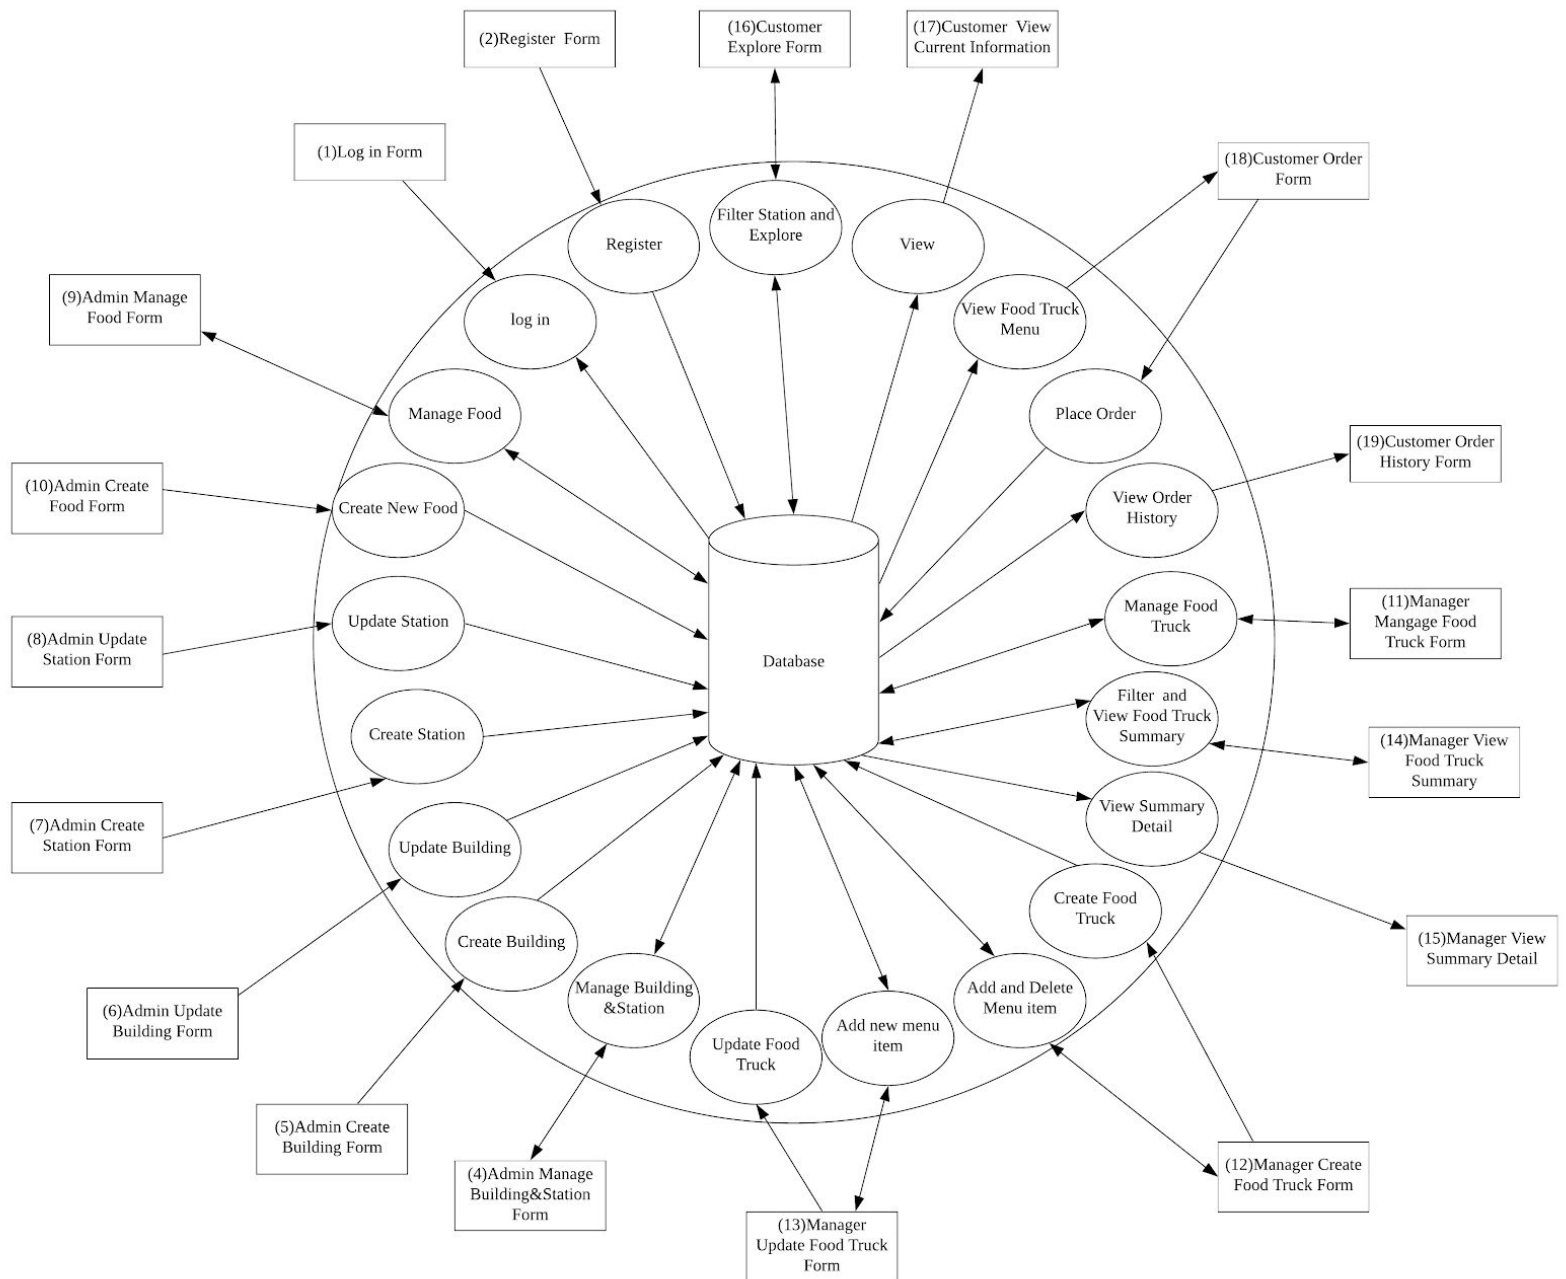 (2)Register Form
(16)Customer
Explore Form
(17)Customer View
Current Information
(1)Log in Form
(18)Customer Order
Form
Register
Filter Station and
Explore
View
(9)Admin Manage
Food Form
log in
View Food Truck
Menu
Manage Food
Place Order
(19)Customer Order
History Form
(10)Admin Create
Food Form
Create New Food
View Order
History
(8)Admin Update
Station Form
Update Station
Manage Food
Truck
(11)Manager
Mangage Food
Truck Form
Database
Filter and
View Food Truck
Summary
Create Station
(14)Manager View
Food Truck
Summary
(7)Admin Create
Station Form
Update Building
View Summary
Detail
Create Food
Truck
Create Building
(15)Manager View
Summary Detail
(6)Admin Update
Building Form
Manage Building
&Station
Update Food
Truck
Add new menu
item
Add and Delete
Menu item
(5)Admin Create
Building Form
(4)Admin Manage
Building&Station
Form
(13)Manager
Update Food Truck
Form
(12)Manager Create
Food Truck Form